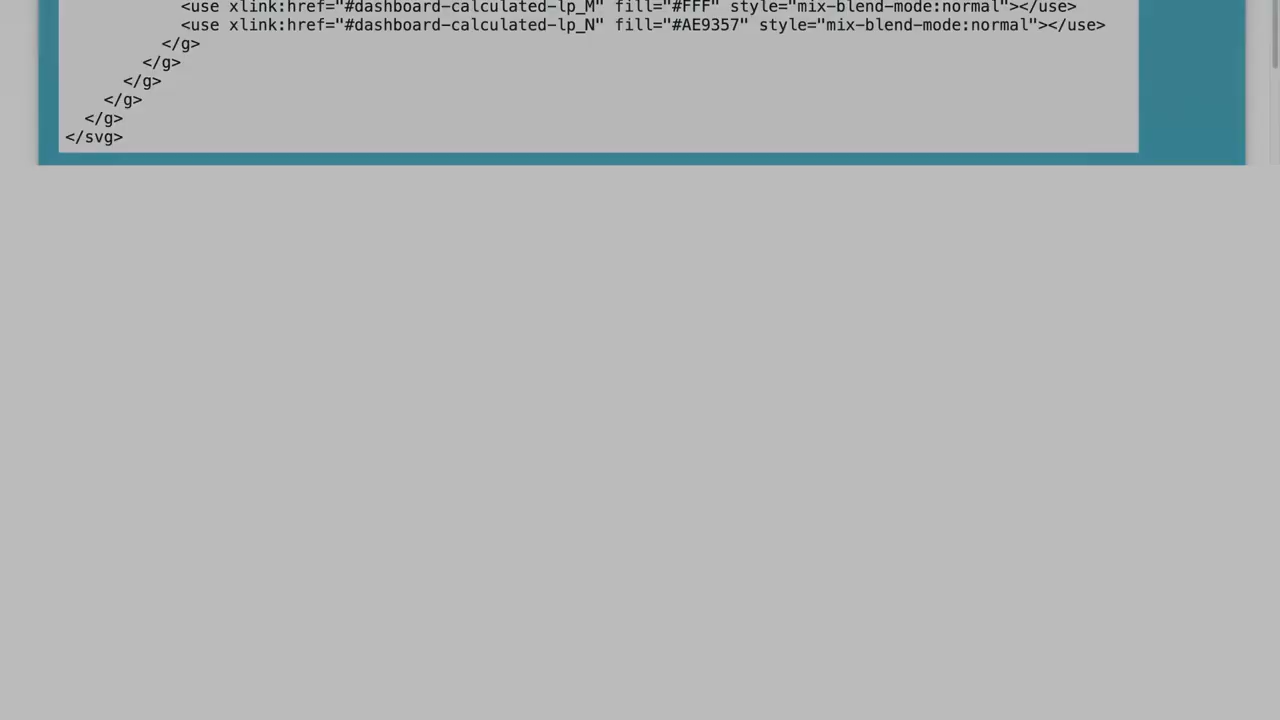 <use xlink:href="#dashboard-calculated-lp_M" fill="#FFF" style="mix-blend-mode:normal"></use>
<use xlink:href="#dashboard-calculated-lp_N" fill="#AE9357" style="mix-blend-mode:normal"></use>
</g>
</g>
</g>
</g>
</g>
</svg>